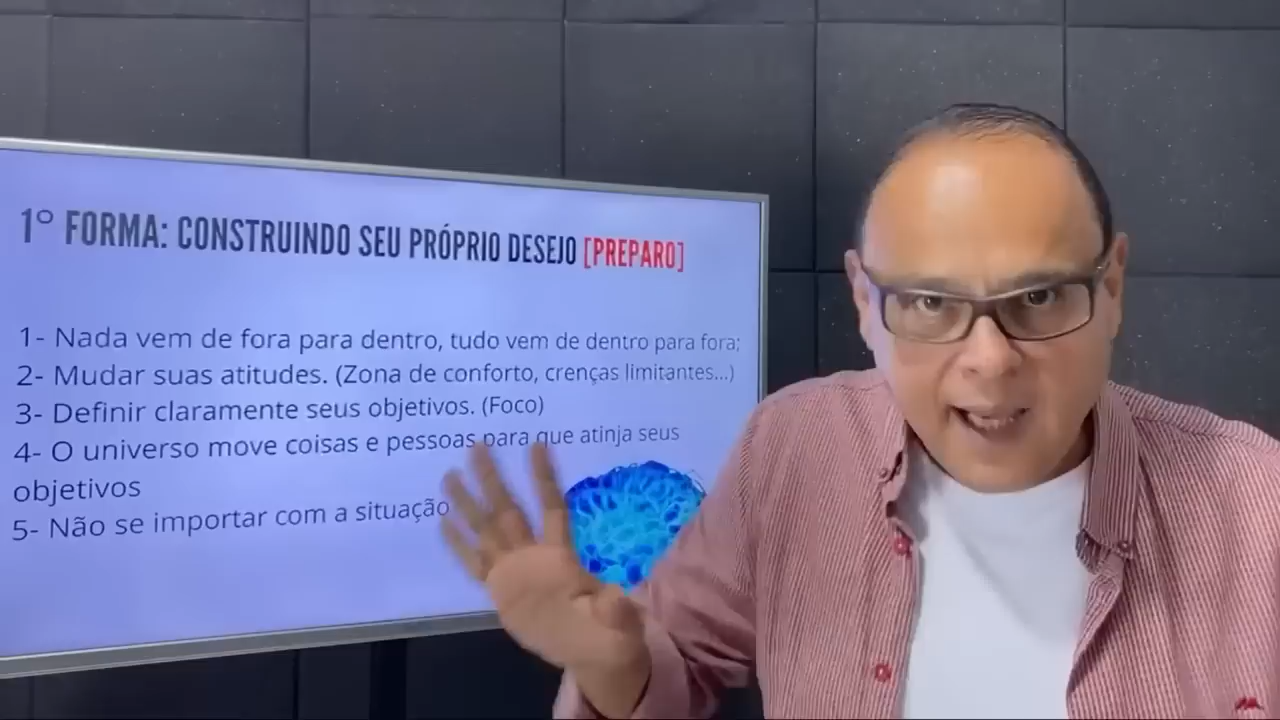 1º FORMA: CONSTRUINDO SEU PRÓPRIO DESEJO [PREPARO]
1- Nada vem de fora para dentro, tudo vem de dentro para fora;
2- Mudar suas atitudes. (Zona de conforto, crenças limitantes...)
3- Definir claramente seus objetivos. (Foco)
4- O universo move coisas e pessoas para que atinja seus
objetivos
5- Não se importar com a situação